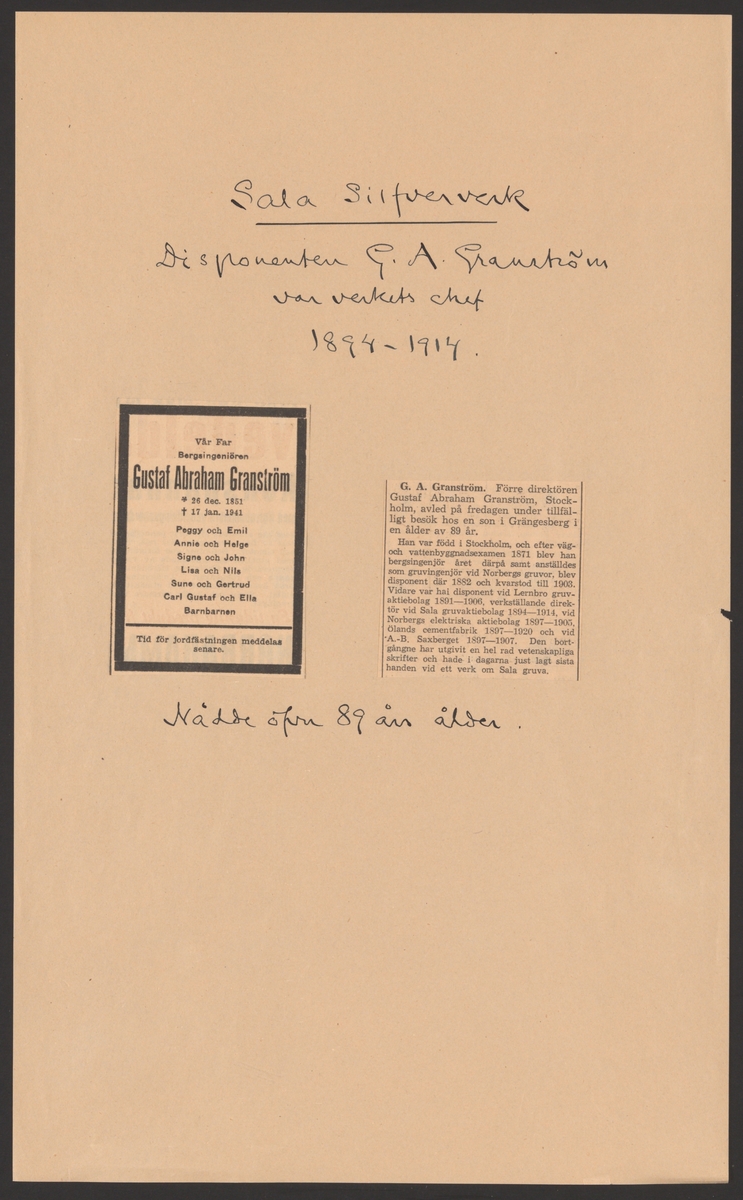 Sala Silfververk
Disponenten G. A. Granström
var verkets chef
1894-1914.
Vår Far
Bergsingeniören
Gustaf Abraham Granström
* 26 dec. 1851
† 17 jan. 1941
Peggy och Emil
Annie och Helge
Signe och John
Lisa och Nils
Sune och Gertrud
Carl Gustaf och Ella
Barnbarnen
Tid för jordfästningen meddelas
senare.
G. A. Granström. Förre direktören
Gustaf Abraham Granström, Stock-
holm, avled på fredagen under tillfäl-
ligt besök hos en son i Grängesberg i
en ålder av 89 år.
Han var född i Stockholm, och efter väg-
och vattenbyggnadsexamen 1871 blev han
bergsingenjör året därpå samt anställdes
som gruvingenjör vid Norbergs gruvor, blev
disponent där 1882 och kvarstod till 1903.
Vidare var hai disponent vid Lernbro gruv-
aktiebolag 1891—1906, verkställande direk-
tör vid Sala gruvaktiebolag 1894—1914, vid
Norbergs elektriska aktiebolag 1897—1905,
Ölands cementfabrik 1897—1920 och vid
A.-B. Saxberget 1897—1907. Den bort-
gångne har utgivit en hel rad vetenskapliga
skrifter och hade i dagarna just lagt sista
handen vid ett verk om Sala gruva.
Nådde öfver 89 års ålder.